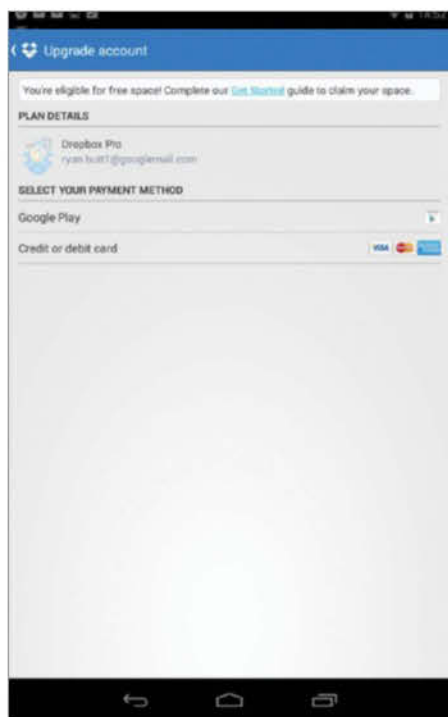 Upgrade account
You're eligible for free space! Complete our Get Started guide to claim your space.
PLAN DETAILS
Dropbox Pro
SELECT YOUR PAYMENT METHOD
Google Play
Credit or debit card
VISA